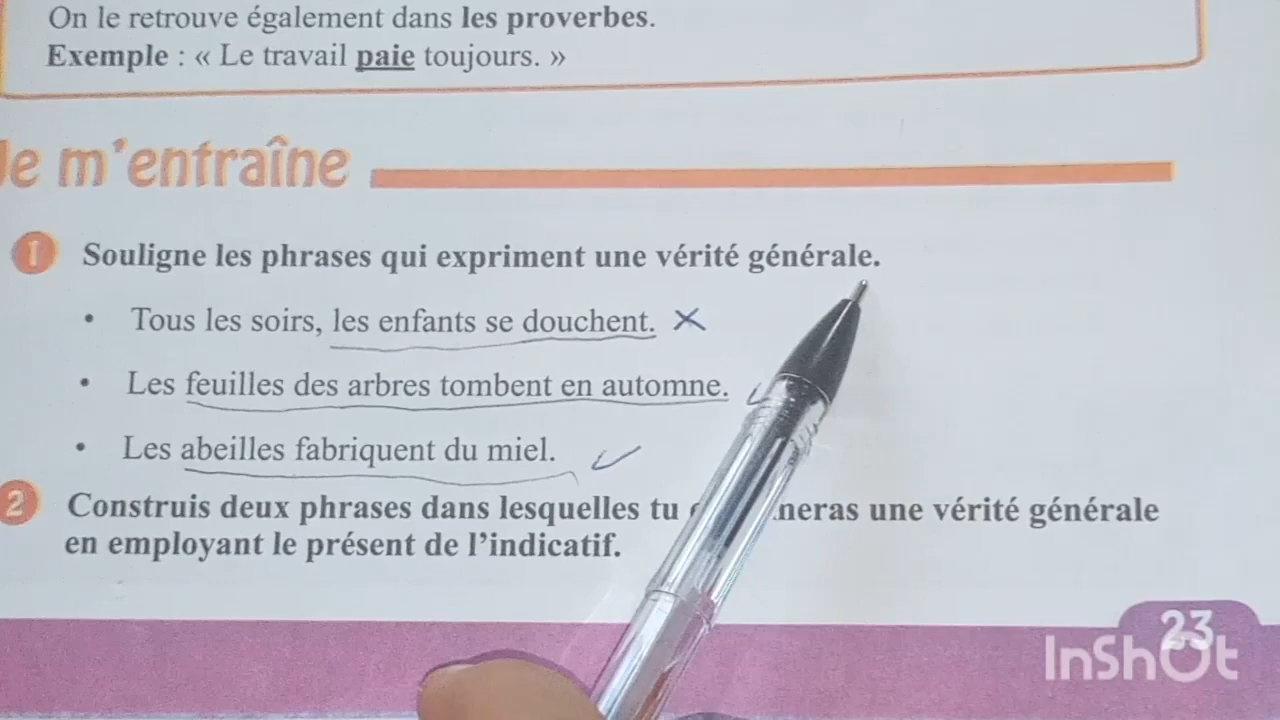 On le retrouve également dans les proverbes.
Exemple : « Le travail paie toujours. »
Je m'entraîne
1 Souligne les phrases qui expriment une vérité générale.
• Tous les soirs, les enfants se douchent.
• Les feuilles des arbres tombent en automne.
• Les abeilles fabriquent du miel.
2 Construis deux phrases dans lesquelles tu une vérité générale
en employant le présent de l'indicatif.
23
InShOt